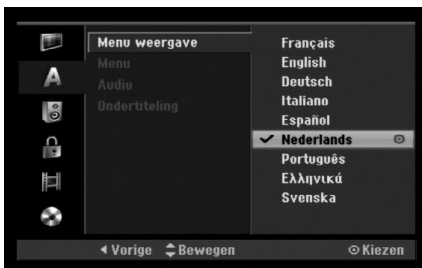 A
Menu weergave
Menu
Audio
Ondertiteling
Français
English
Deutsch
Italiano
Español
Nederlands
Português
Ελληνικά
Svenska
Vorige
Bewegen
Kiezen